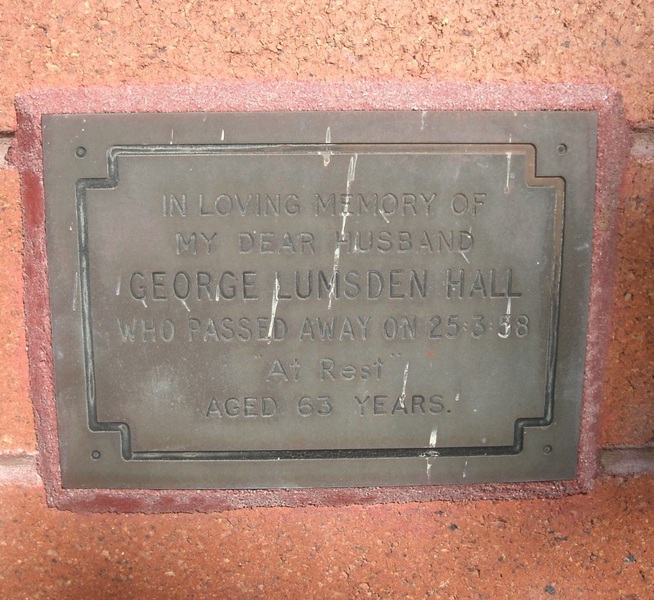 IN LOVING MEMORY OF
MY DEAR HUSBAND
GEORGE LUMSDEN HALL
WHO PASSED AWAY ON 25·3·58
"At Rest"
AGED 63 YEARS.